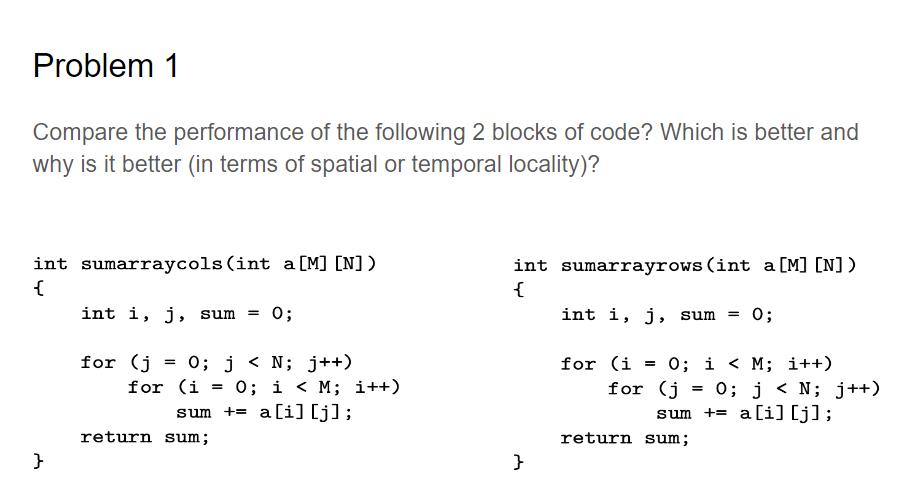 Problem 1
Compare the performance of the following 2 blocks of code? Which is better and
why is it better (in terms of spatial or temporal locality)?
int sumarraycols(int a[M][N])
{
    int i, j, sum = 0;

    for (j = 0; j < N; j++)
        for (i = 0; i < M; i++)
            sum += a[i][j];
    return sum;
}
int sumarrayrows(int a[M][N])
{
    int i, j, sum = 0;

    for (i = 0; i < M; i++)
        for (j = 0; j < N; j++)
            sum += a[i][j];
    return sum;
}